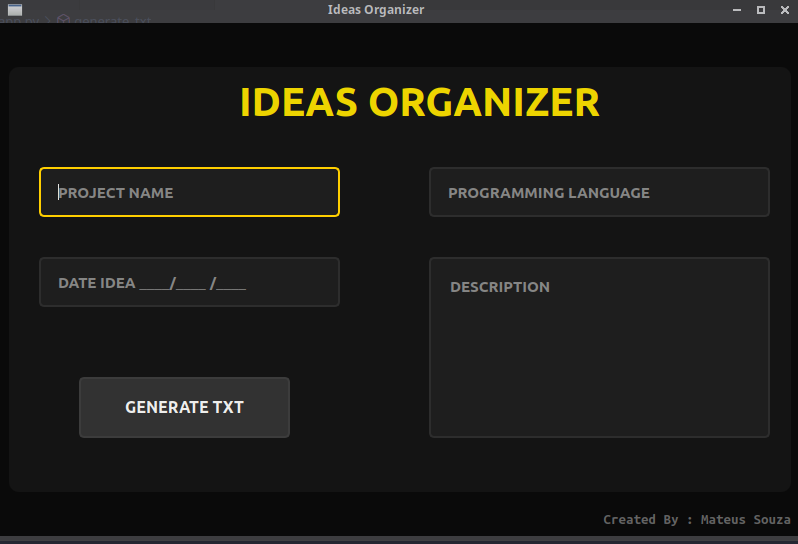 Ideas Organizer
IDEAS ORGANIZER
PROJECT NAME
PROGRAMMING LANGUAGE
DATE IDEA ____/____ /____
DESCRIPTION
GENERATE TXT
Created By : Mateus Souza